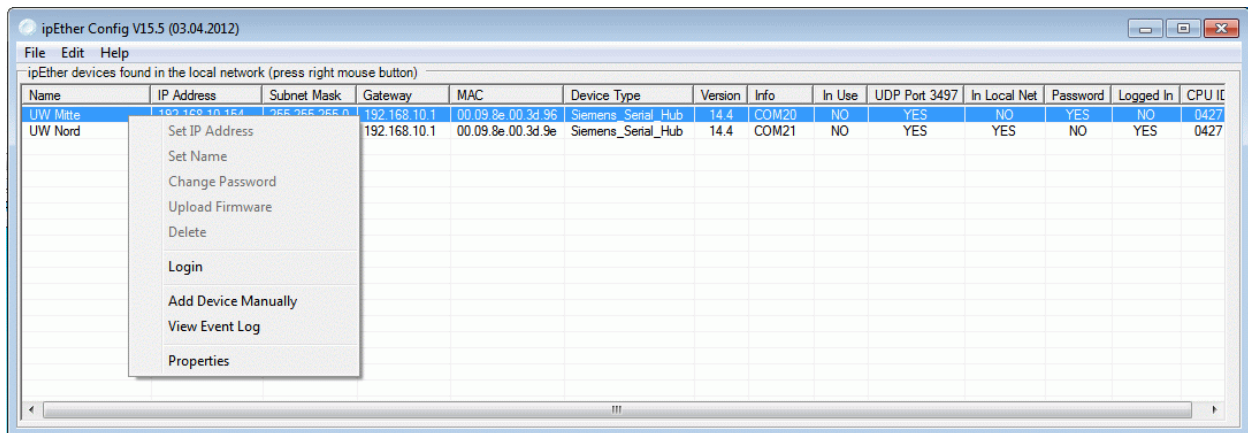 ipEther Config V15.5 (03.04.2012)
File Edit Help
ipEther devices found in the local network (press right mouse button)
Name IP Address Subnet Mask Gateway MAC Device Type Version Info In Use UDP Port 3497 In Local Net Password Logged In CPU ID
UW Mitte 192.168.10.154 255.255.255.0 192.168.10.1 00.09.8e.00.3d.96 Siemens_Serial_Hub 14.4 COM20 NO YES NO YES NO 0427
UW Nord 192.168.10.1 00.09.8e.00.3d.9e Siemens_Serial_Hub 14.4 COM21 NO YES YES NO YES 0427
Set IP Address
Set Name
Change Password
Upload Firmware
Delete
Login
Add Device Manually
View Event Log
Properties